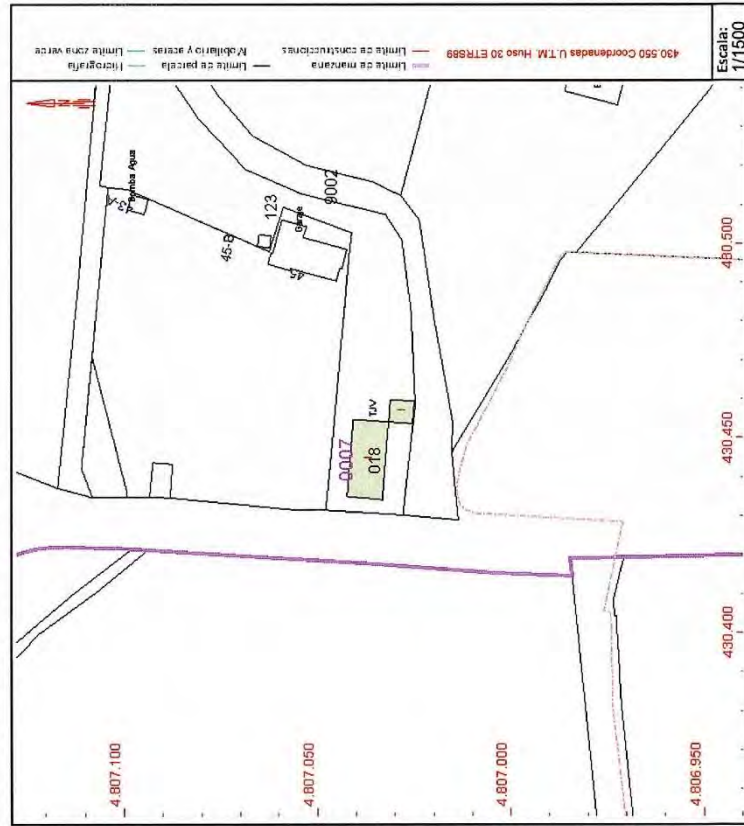 Límite de manzana
Límite de parcela
Hidrografía
Límite de construcciones
Mobiliario y aceras
Límite zona verde
430.550 Coordenadas U.T.M. Huso 30 ETRS89
Escala:
1/1500
N
Bomba Agua
45-B
123
Garaje
45
9002
E
TJV
I
0007
018
4.807.100
4.807.050
4.807.000
4.806.950
430.400
430.450
430.500